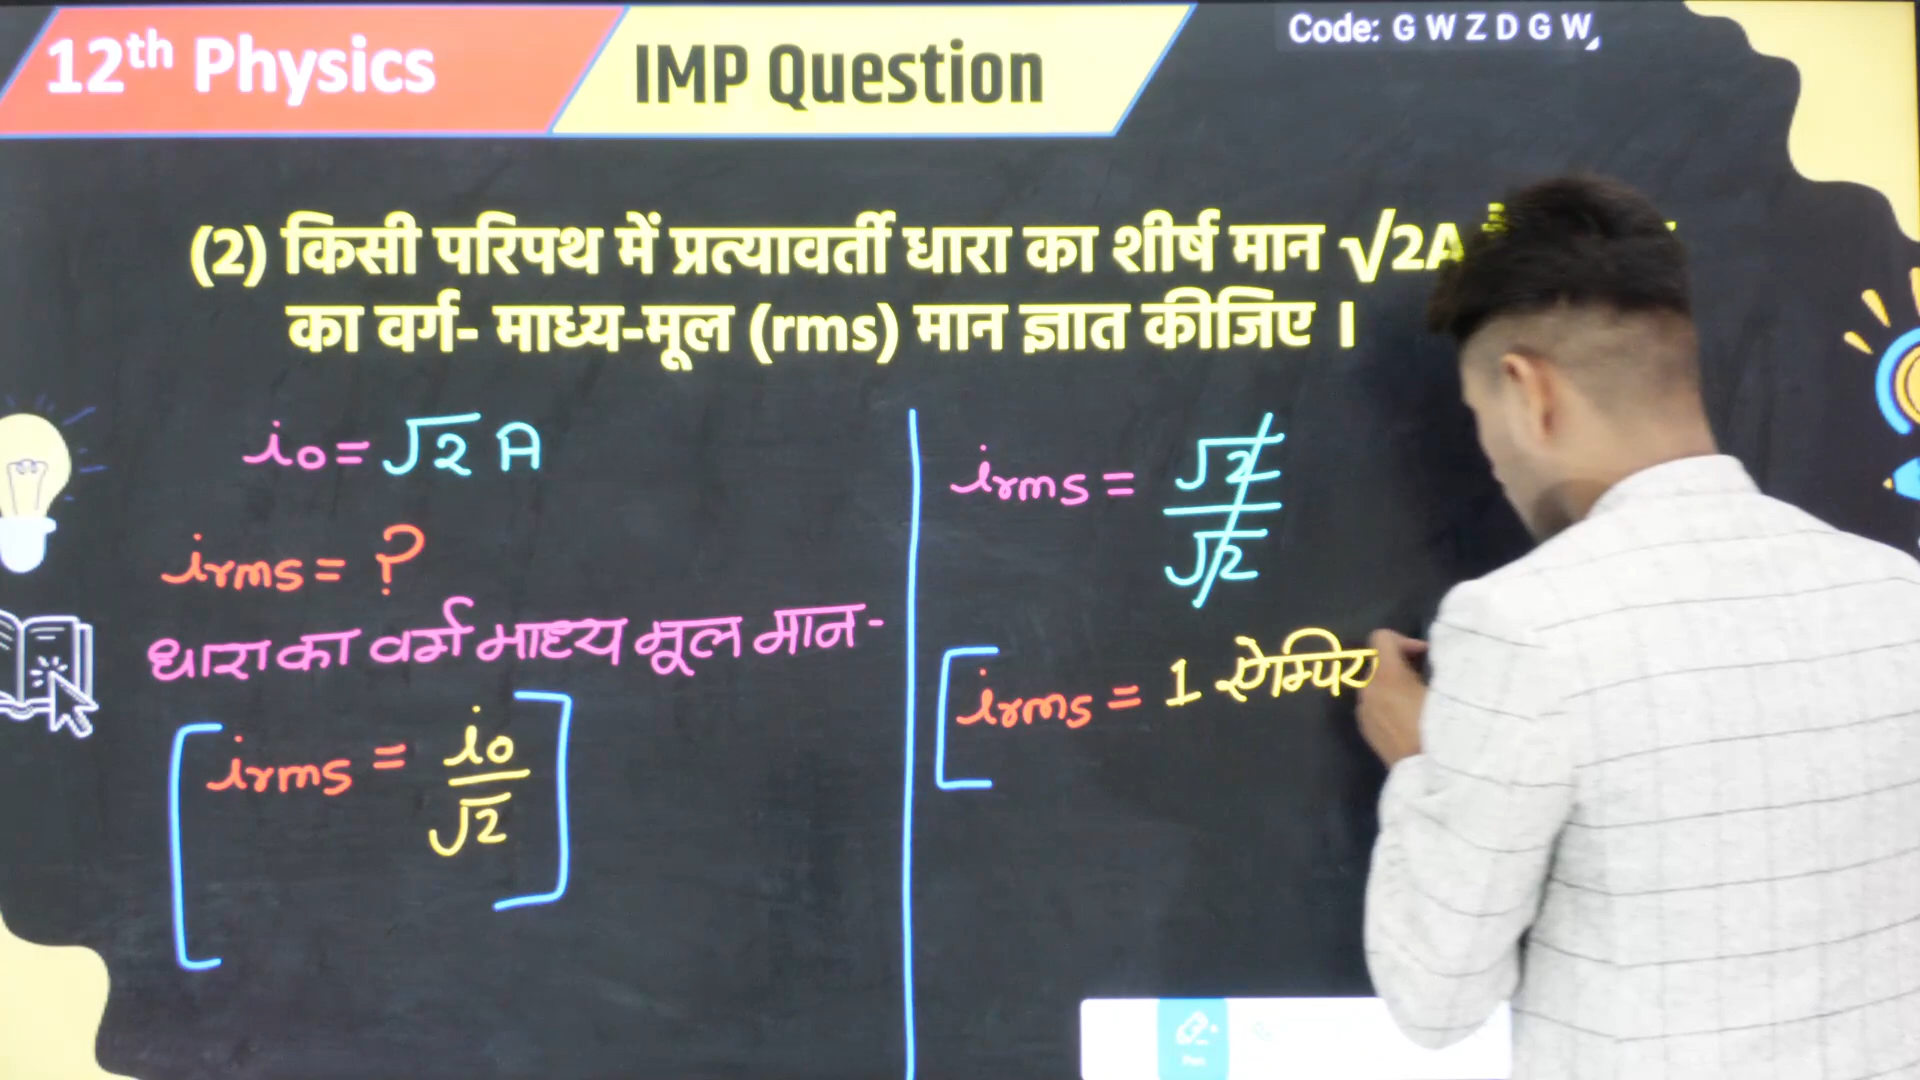 12th Physics
IMP Question
Code: G W Z D G W
(2) किसी परिपथ में प्रत्यावर्ती धारा का शीर्ष मान √2A
का वर्ग- माध्य-मूल (rms) मान ज्ञात कीजिए ।
i0 = √2 A
irms = ?
धारा का वर्ग माध्य मूल मान-
irms = i0/√2
irms = √2/√2
irms = 1 ऐम्पिय
Pen